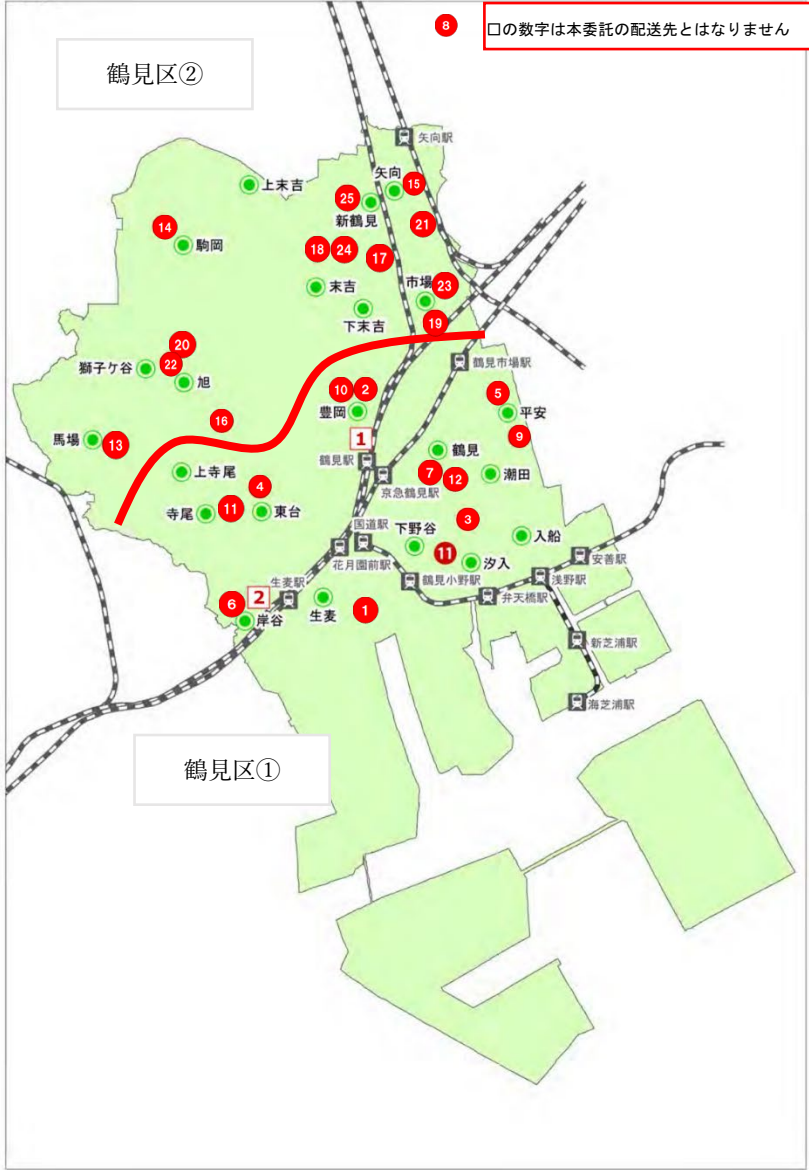 8
口の数字は本委託の配送先とはなりません
鶴見区②
矢向駅
矢向
15
上末吉
25
新鶴見
21
14
駒岡
18
24
17
末吉
市場
23
下末吉
19
20
獅子ケ谷
22
旭
鶴見市場駅
10
2
豊岡
5
平安
16
馬場
13
1
9
鶴見
鶴見駅
上寺尾
7
12
潮田
京急鶴見駅
4
寺尾
11
東台
3
国道駅
下野谷
入船
11
花月園前駅
汐入
安善駅
生麦駅
鶴見小野駅
浅野駅
2
弁天橋駅
6
岸谷
生麦
1
新芝浦駅
海芝浦駅
鶴見区①